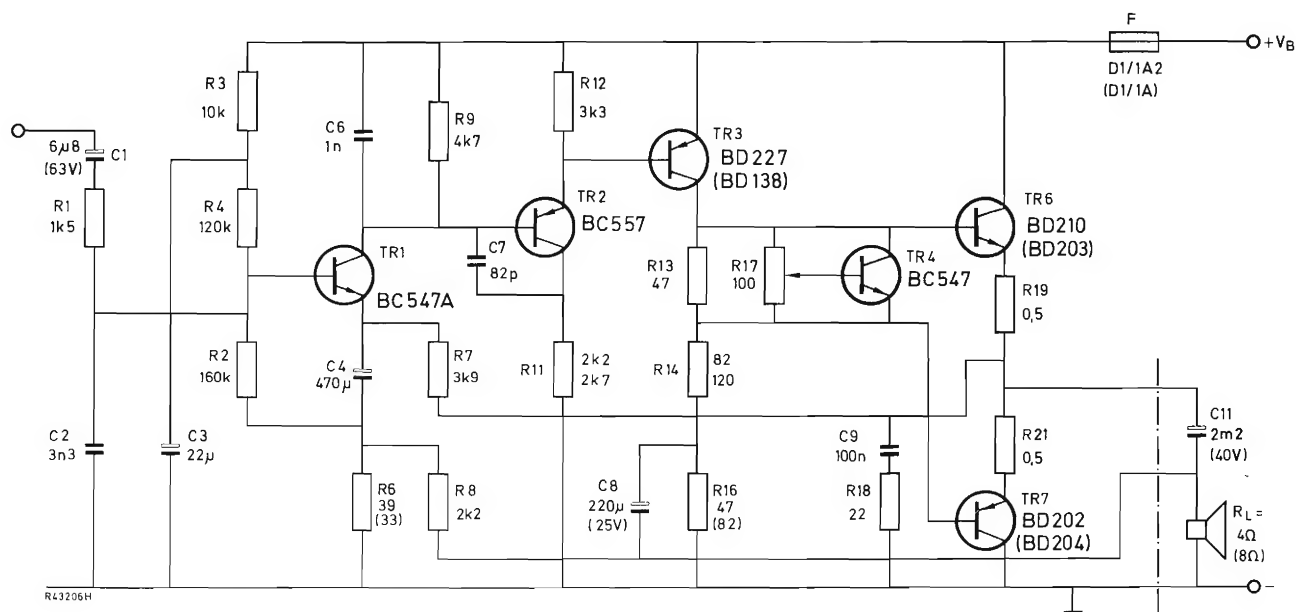 F
+VB
D1/1A2
(D1/1A)
R3
10k
C6
1n
R9
4k7
R12
3k3
TR3
BD227
(BD138)
6µ8
(63V)
C1
R1
1k5
R4
120k
TR1
BC547A
TR2
BC557
C7
82p
R13
47
R17
100
TR4
BC547
TR6
BD210
(BD203)
R19
0,5
R2
160k
C4
470µ
R7
3k9
R11
2k2
2k7
R14
82
120
C2
3n3
C3
22µ
R6
39
(33)
R8
2k2
C8
220µ
(25V)
R16
47
(82)
C9
100n
R18
22
R21
0,5
TR7
BD202
(BD204)
C11
2m2
(40V)
RL=
4Ω
(8Ω)
-
R43206H